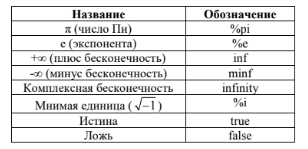 Название Обозначение
π (число Пи) %pi
e (экспонента) %e
+∞ (плюс бесконечность) inf
-∞ (минус бесконечность) minf
Комплексная бесконечность infinity
Мнимая единица (√−1) %i
Истина true
Ложь false